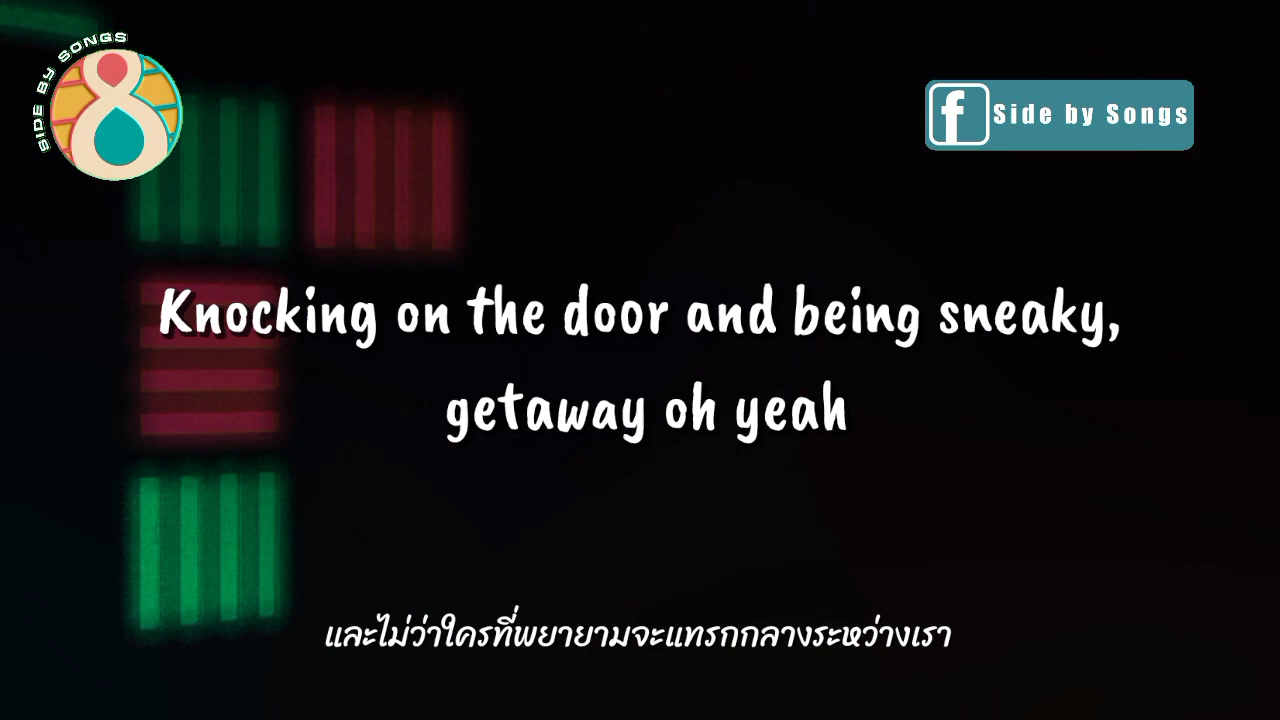 SIDE BY SONGS
Side by Songs
Knocking on the door and being sneaky,
getaway oh yeah
และไม่ว่าใครที่พยายามจะแทรกกลางระหว่างเรา